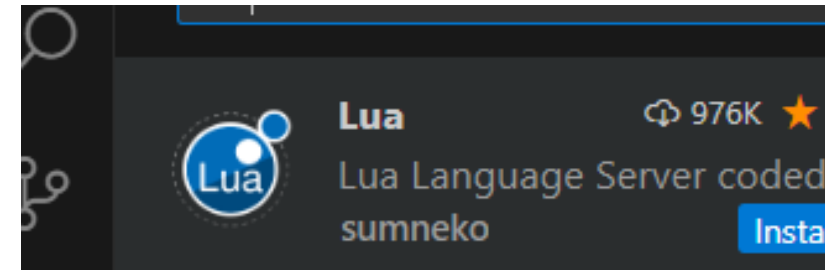 Lua
976K
Lua
Lua Language Server coded
sumneko
Insta